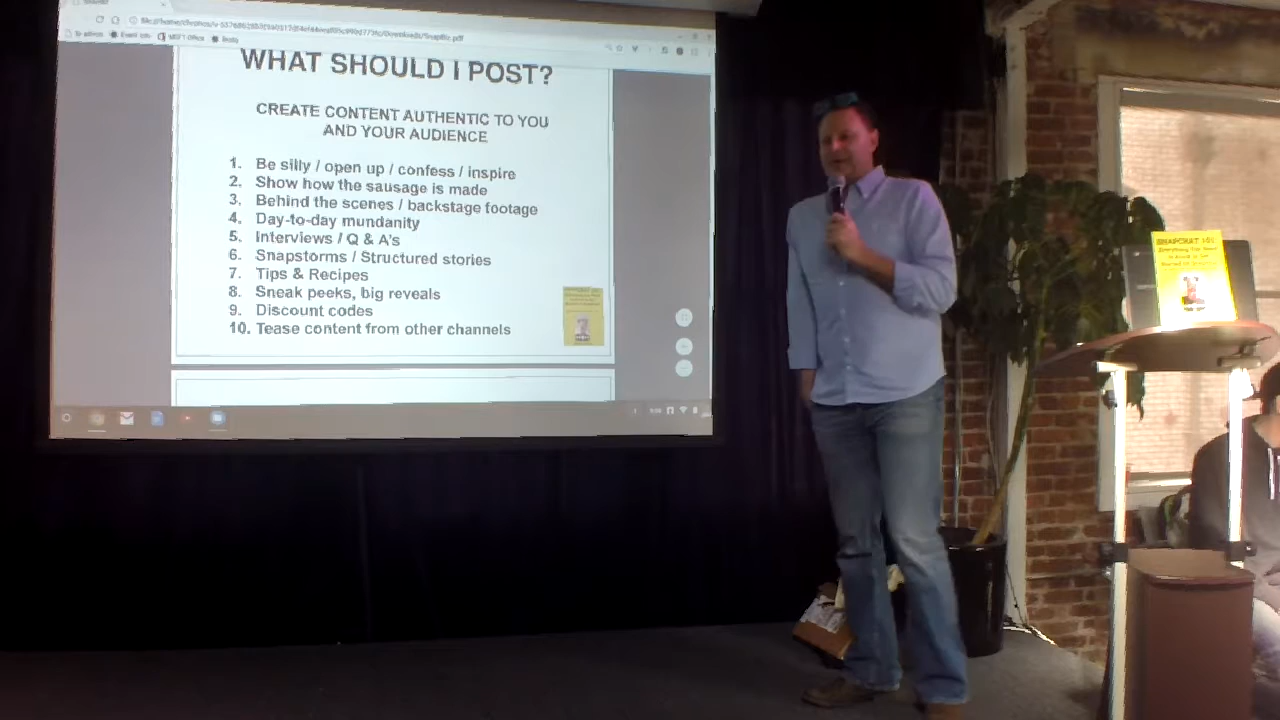 WHAT SHOULD I POST?
CREATE CONTENT AUTHENTIC TO YOU
AND YOUR AUDIENCE
1. Be silly / open up / confess / inspire
2. Show how the sausage is made
3. Behind the scenes / backstage footage
4. Day-to-day mundanity
5. Interviews / Q & A's
6. Snapstorms / Structured stories
7. Tips & Recipes
8. Sneak peeks, big reveals
9. Discount codes
10. Tease content from other channels
SNAPCHAT 101
Everything You Need